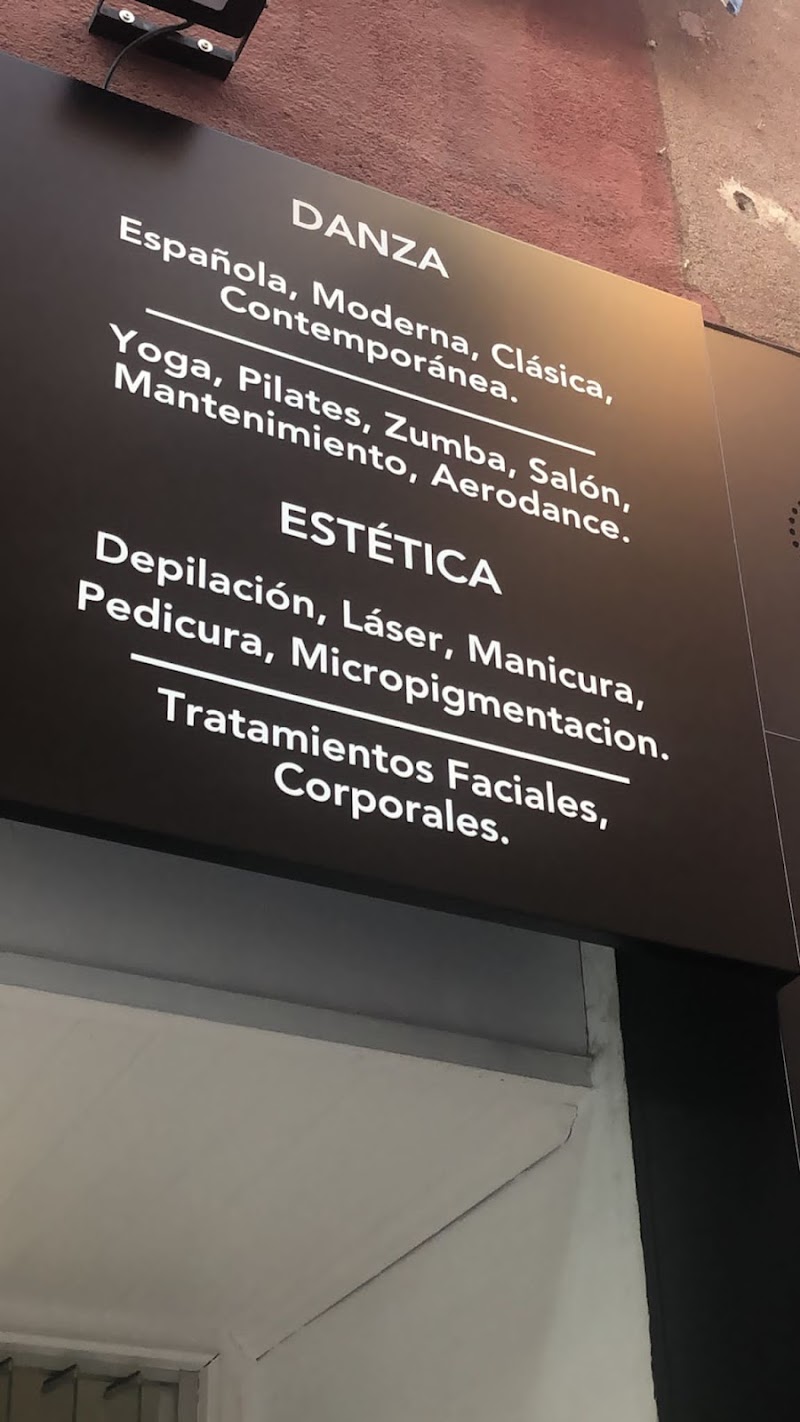 DANZA
Española, Moderna, Clásica,
Contemporánea.
Yoga, Pilates, Zumba, Salón,
Mantenimiento, Aerodance.
ESTÉTICA
Depilación, Láser, Manicura,
Pedicura, Micropigmentacion.
Tratamientos Faciales,
Corporales.